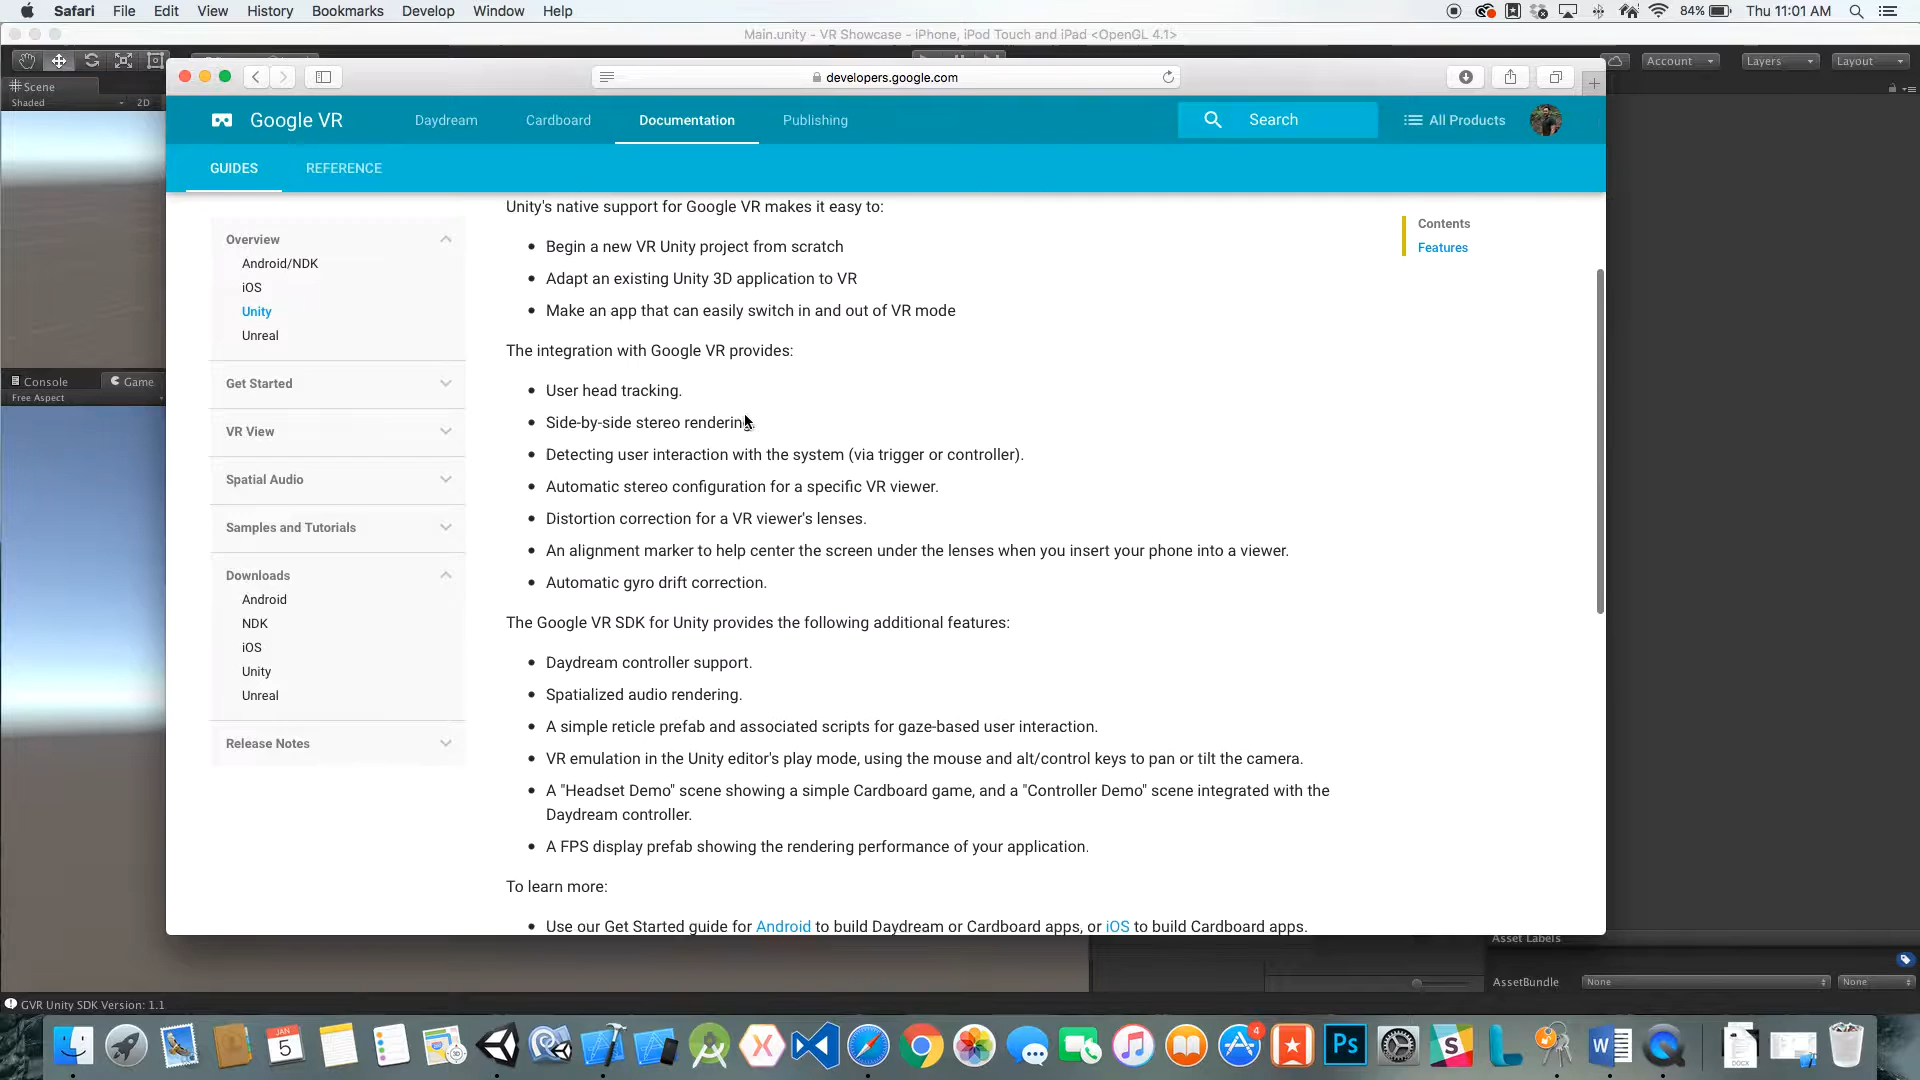 Safari File Edit View History Bookmarks Develop Window Help 84% Thu 11:01 AM
Main.unity - VR Showcase - iPhone, iPod Touch and iPad <OpenGL 4.1>
Account Layers Layout
Scene
Shaded 2D
developers.google.com
Google VR Daydream Cardboard Documentation Publishing Search All Products
GUIDES REFERENCE
Unity's native support for Google VR makes it easy to:
Begin a new VR Unity project from scratch
Adapt an existing Unity 3D application to VR
Make an app that can easily switch in and out of VR mode
The integration with Google VR provides:
User head tracking.
Side-by-side stereo rendering.
Detecting user interaction with the system (via trigger or controller).
Automatic stereo configuration for a specific VR viewer.
Distortion correction for a VR viewer's lenses.
An alignment marker to help center the screen under the lenses when you insert your phone into a viewer.
Automatic gyro drift correction.
The Google VR SDK for Unity provides the following additional features:
Daydream controller support.
Spatialized audio rendering.
A simple reticle prefab and associated scripts for gaze-based user interaction.
VR emulation in the Unity editor's play mode, using the mouse and alt/control keys to pan or tilt the camera.
A "Headset Demo" scene showing a simple Cardboard game, and a "Controller Demo" scene integrated with the
Daydream controller.
A FPS display prefab showing the rendering performance of your application.
To learn more:
Use our Get Started guide for Android to build Daydream or Cardboard apps, or iOS to build Cardboard apps.
Contents
Features
Overview
Android/NDK
iOS
Unity
Unreal
Get Started
VR View
Spatial Audio
Samples and Tutorials
Downloads
Android
NDK
iOS
Unity
Unreal
Release Notes
Console Game
Free Aspect
Asset Labels
AssetBundle None None
GVR Unity SDK Version: 1.1
JAN
5
4
Ps
DOCX